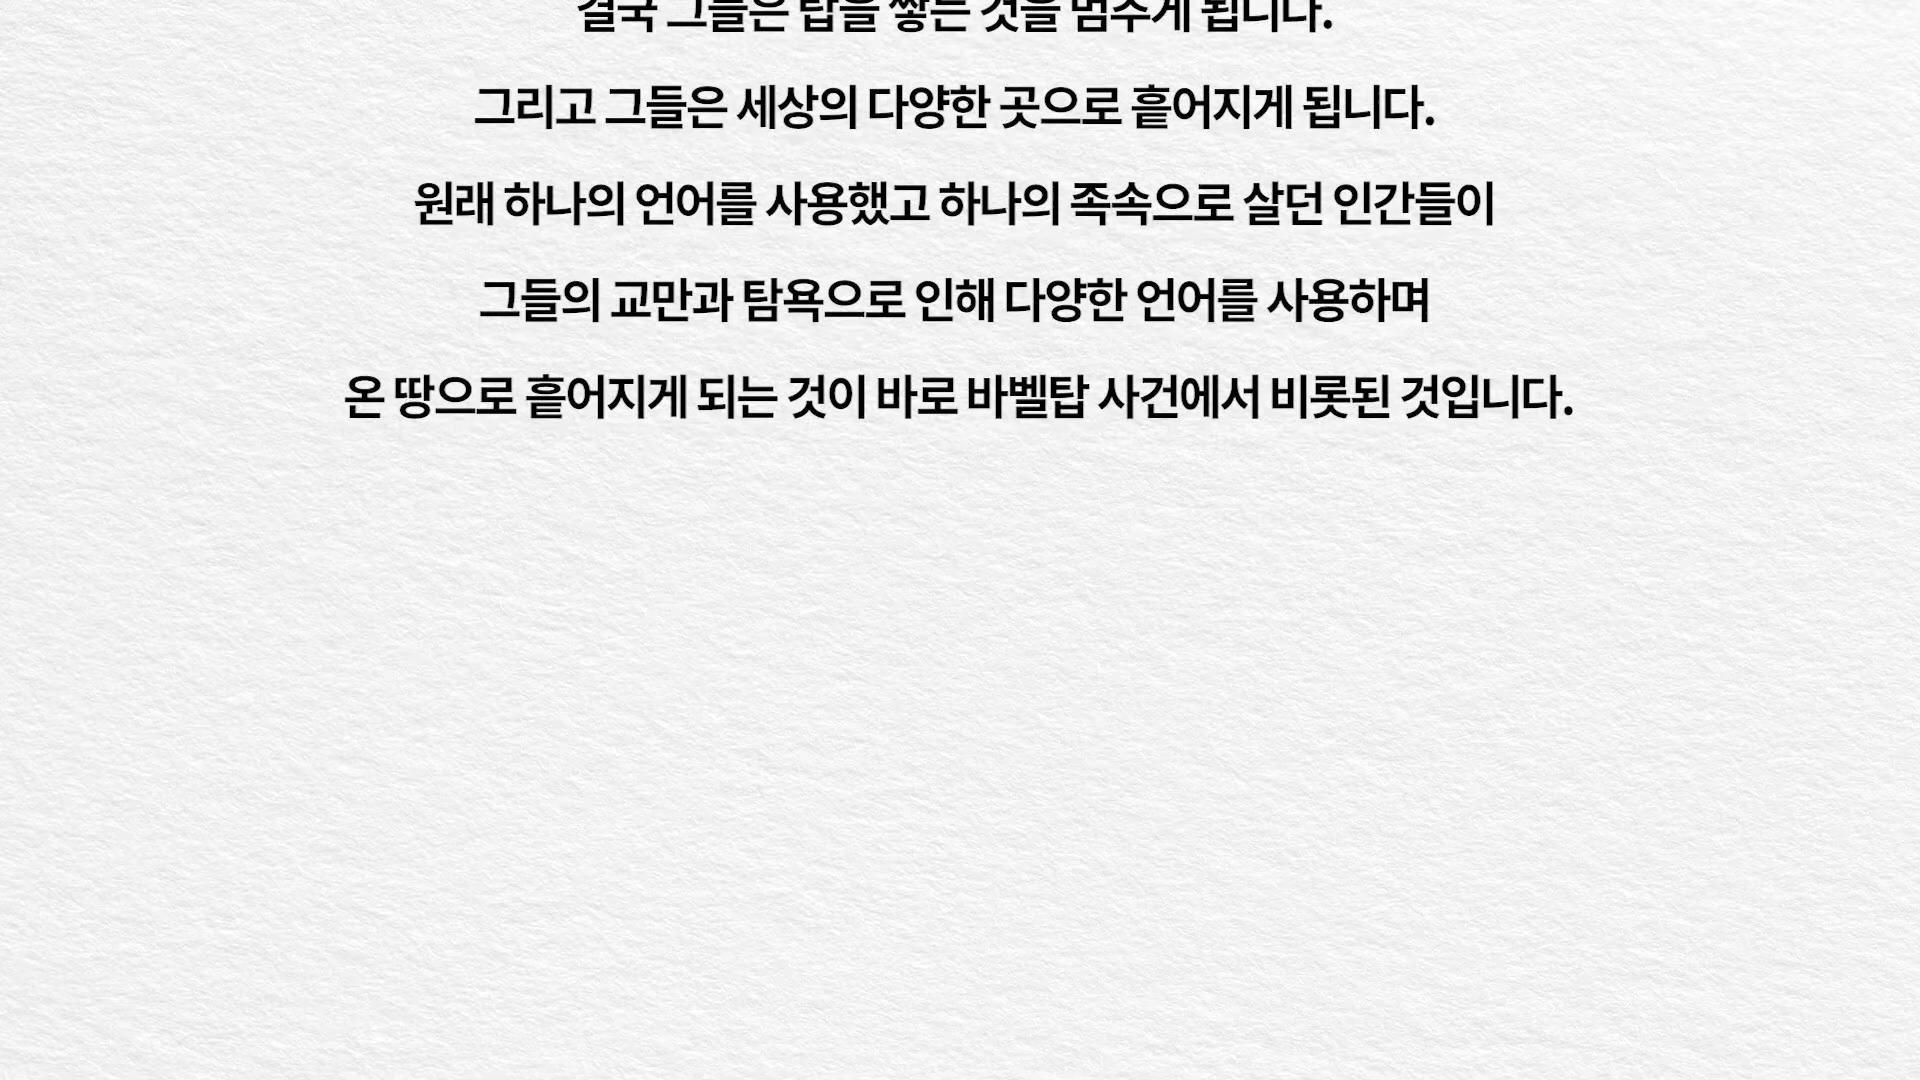 결국 그들은 탑을 쌓는 것을 멈추게 됩니다.
그리고 그들은 세상의 다양한 곳으로 흩어지게 됩니다.
원래 하나의 언어를 사용했고 하나의 족속으로 살던 인간들이
그들의 교만과 탐욕으로 인해 다양한 언어를 사용하며
온 땅으로 흩어지게 되는 것이 바로 바벨탑 사건에서 비롯된 것입니다.